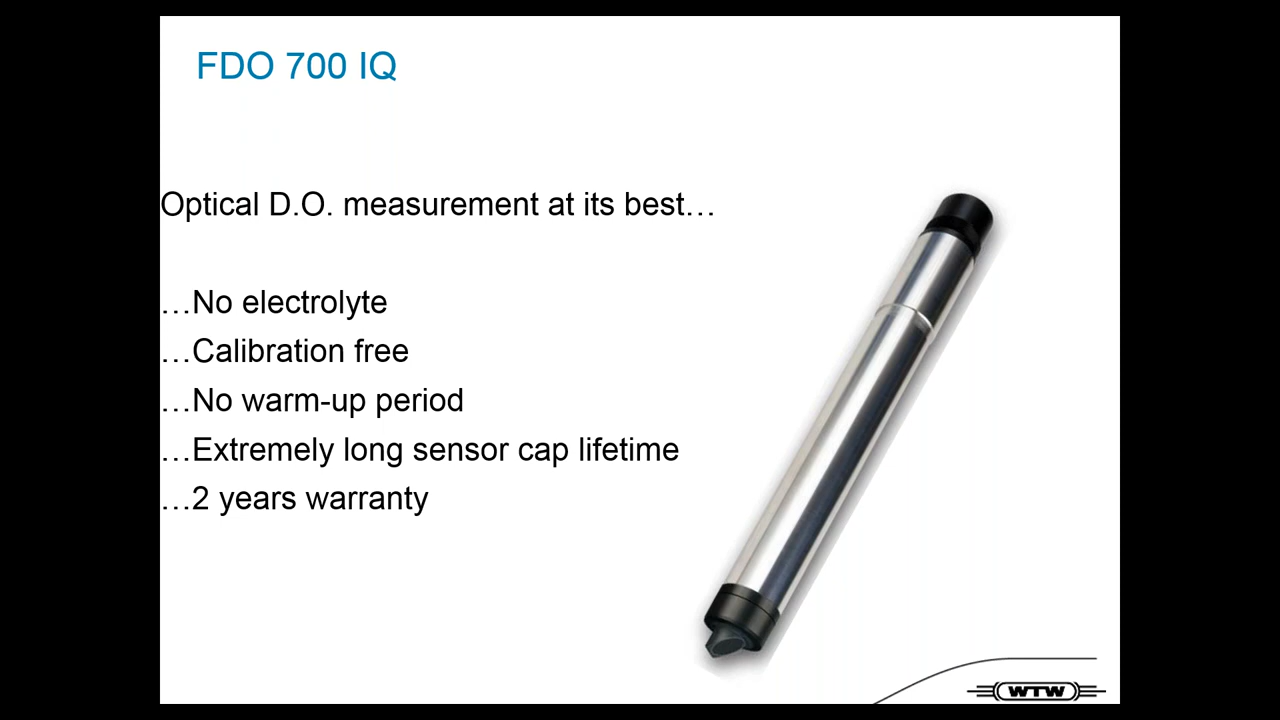 FDO 700 IQ
Optical D.O. measurement at its best…
…No electrolyte
…Calibration free
…No warm-up period
…Extremely long sensor cap lifetime
…2 years warranty
WTW